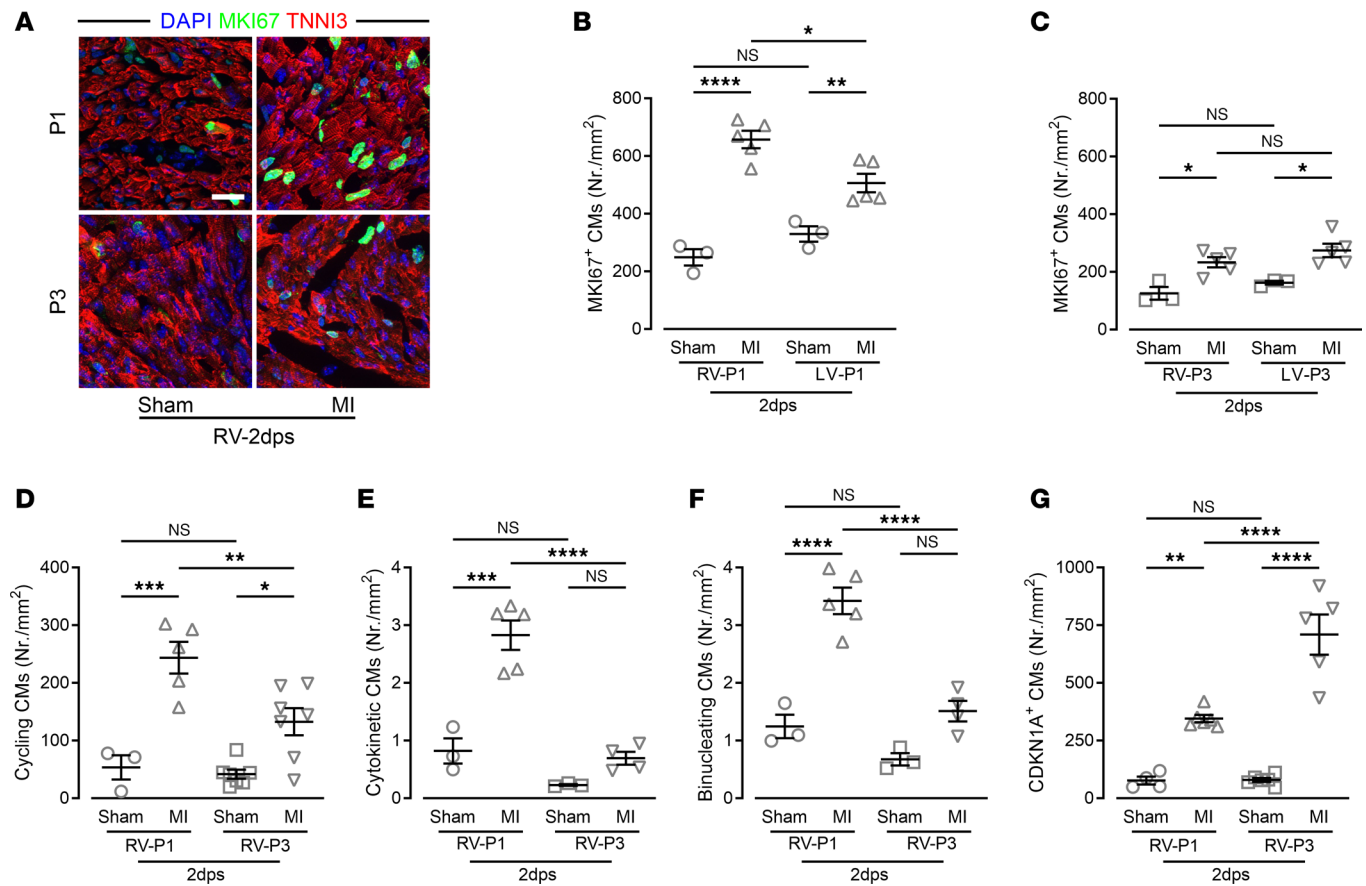 A
DAPI MKI67 TNNI3
P1
P3
Sham MI
RV-2dps
B
*
NS
**** **
MKI67+ CMs (Nr./mm2)
800
600
400
200
0
Sham MI Sham MI
RV-P1 LV-P1
2dps
C
NS
NS
* *
MKI67+ CMs (Nr./mm2)
800
600
400
200
0
Sham MI Sham MI
RV-P3 LV-P3
2dps
D
NS
**
*** *
Cycling CMs (Nr./mm2)
400
300
200
100
0
Sham MI Sham MI
RV-P1 RV-P3
2dps
E
NS
****
*** NS
Cytokinetic CMs (Nr./mm2)
4
3
2
1
0
Sham MI Sham MI
RV-P1 RV-P3
2dps
F
NS
****
**** NS
Binucleating CMs (Nr./mm2)
4
3
2
1
0
Sham MI Sham MI
RV-P1 RV-P3
2dps
G
NS
****
** ****
CDKN1A+ CMs (Nr./mm2)
1000
750
500
250
0
Sham MI Sham MI
RV-P1 RV-P3
2dps